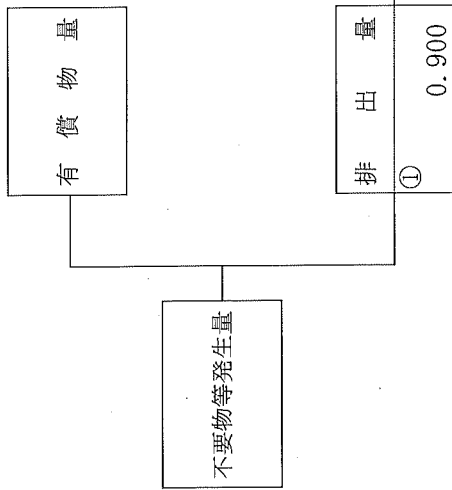 有償物量
不要物等発生量
排出量
①
0.900